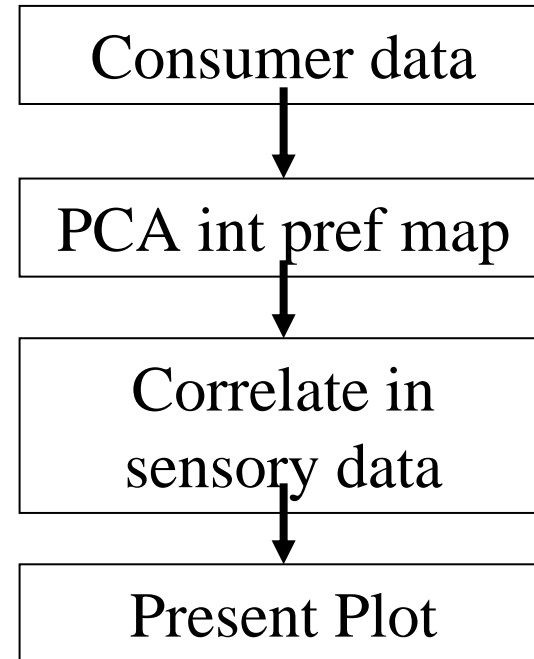 Consumer data
PCA int pref map
Correlate in
sensory data
Present Plot